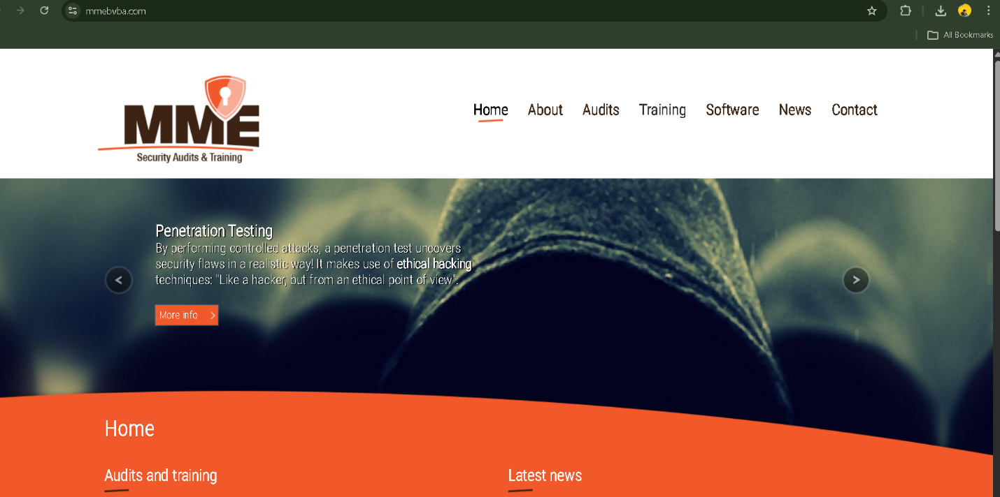 mmebvba.com
All Bookmarks
MME
Security Audits & Training
Home About Audits Training Software News Contact
Penetration Testing
By performing controlled attacks, a penetration test uncovers
security flaws in a realistic way! It makes use of ethical hacking
techniques: "Like a hacker, but from an ethical point of view".
More info
Home
Audits and training
Latest news